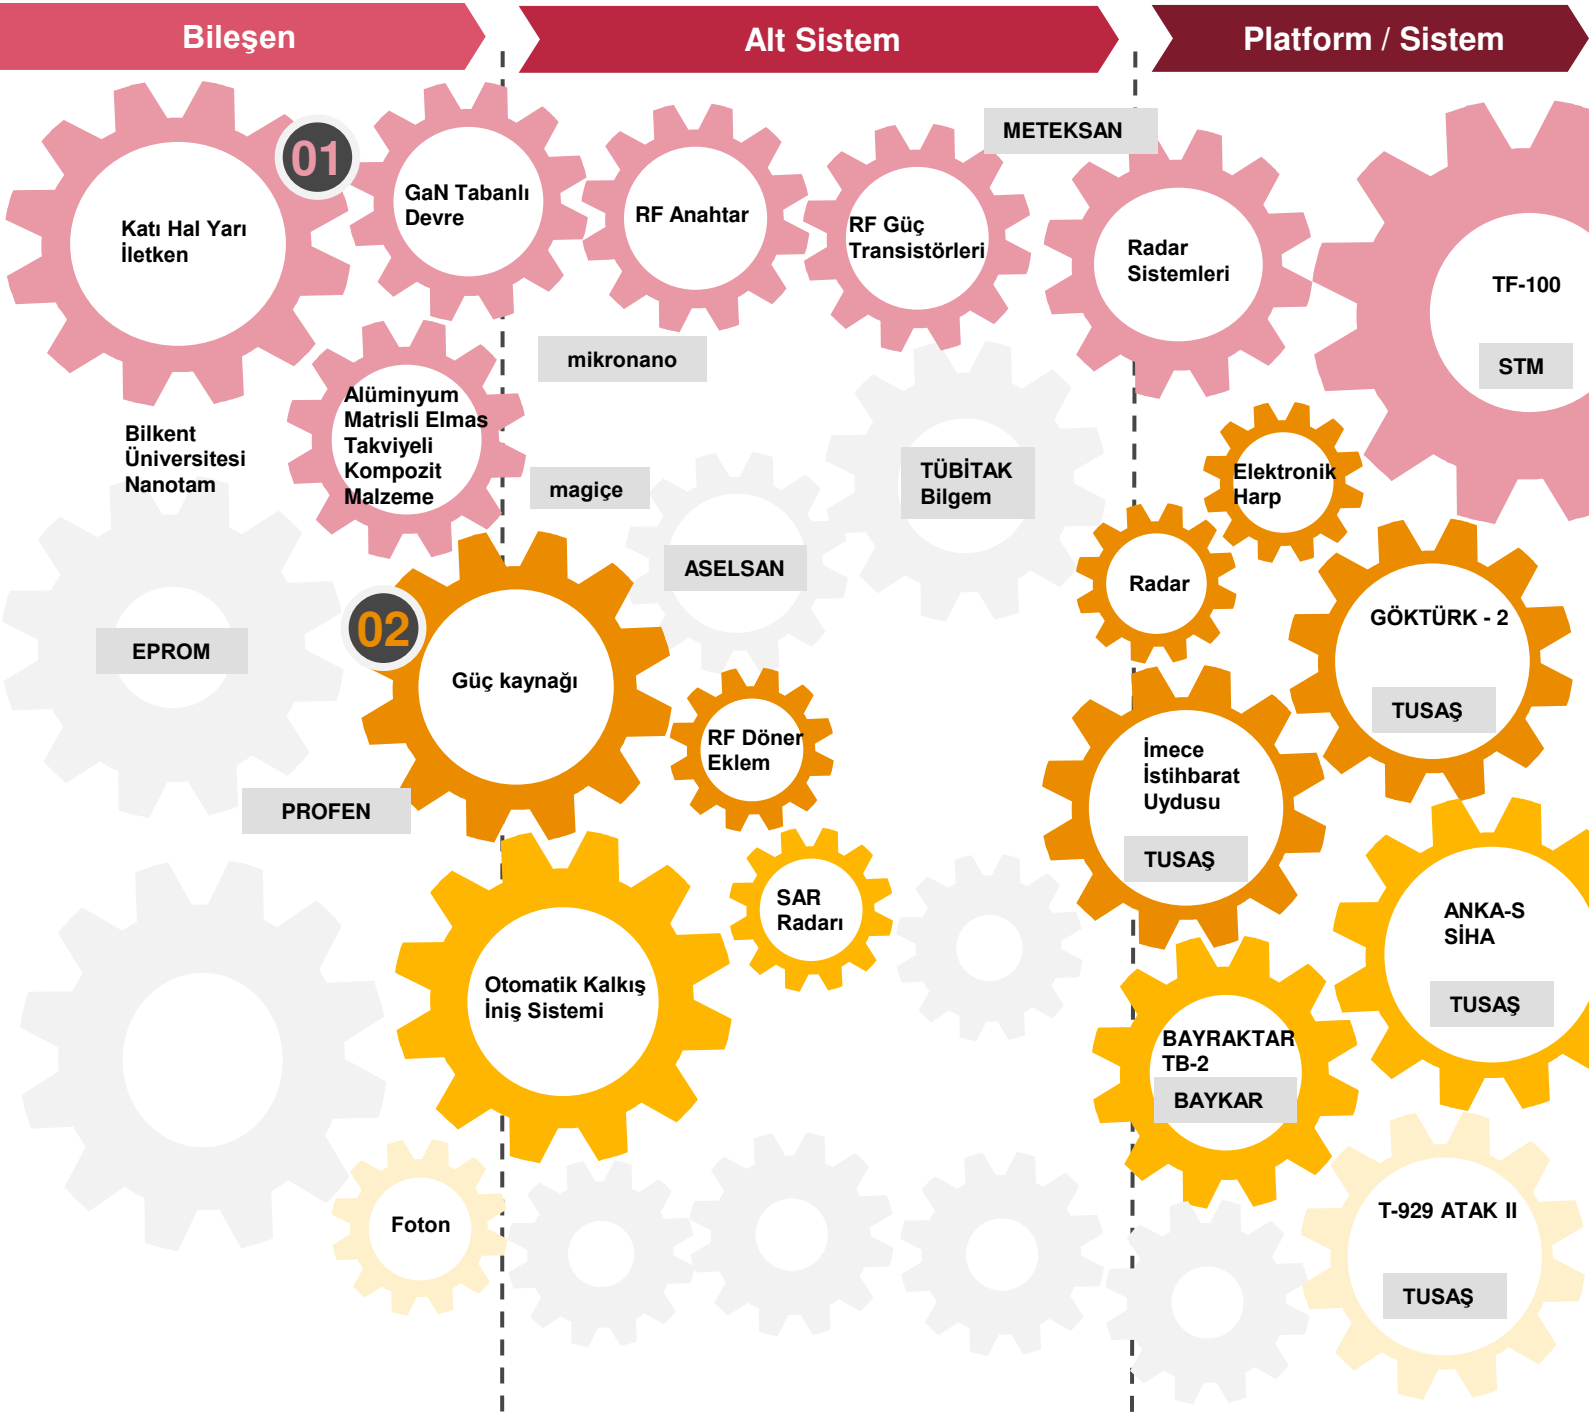 Bileşen
Alt Sistem
Platform / Sistem
METEKSAN
01
GaN Tabanlı
Devre
RF Anahtar
Katı Hal Yarı
İletken
RF Güç
Transistörleri
Radar
Sistemleri
TF-100
STM
mikronano
Alüminyum
Matrisli Elmas
Takviyeli
Kompozit
Malzeme
Bilkent
Üniversitesi
Nanotam
magiçe
TÜBİTAK
Bilgem
Elektronik
Harp
ASELSAN
Radar
02
GÖKTÜRK - 2
TUSAŞ
EPROM
Güç kaynağı
RF Döner
Eklem
İmece
İstihbarat
Uydusu
TUSAŞ
PROFEN
SAR
Radarı
ANKA-S
SİHA
TUSAŞ
Otomatik Kalkış
İniş Sistemi
BAYRAKTAR
TB-2
BAYKAR
Foton
T-929 ATAK II
TUSAŞ